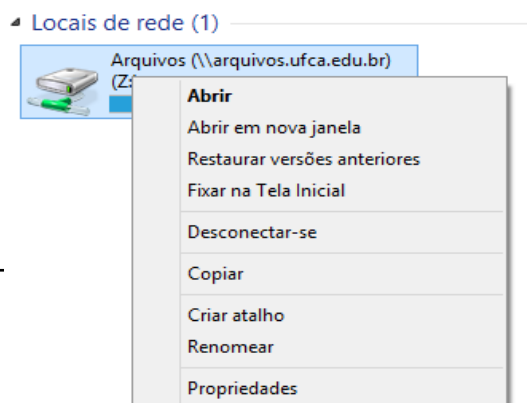 Locais de rede (1)
Arquivos (\\arquivos.ufca.edu.br)
(Z:
Abrir
Abrir em nova janela
Restaurar versões anteriores
Fixar na Tela Inicial
Desconectar-se
Copiar
Criar atalho
Renomear
Propriedades